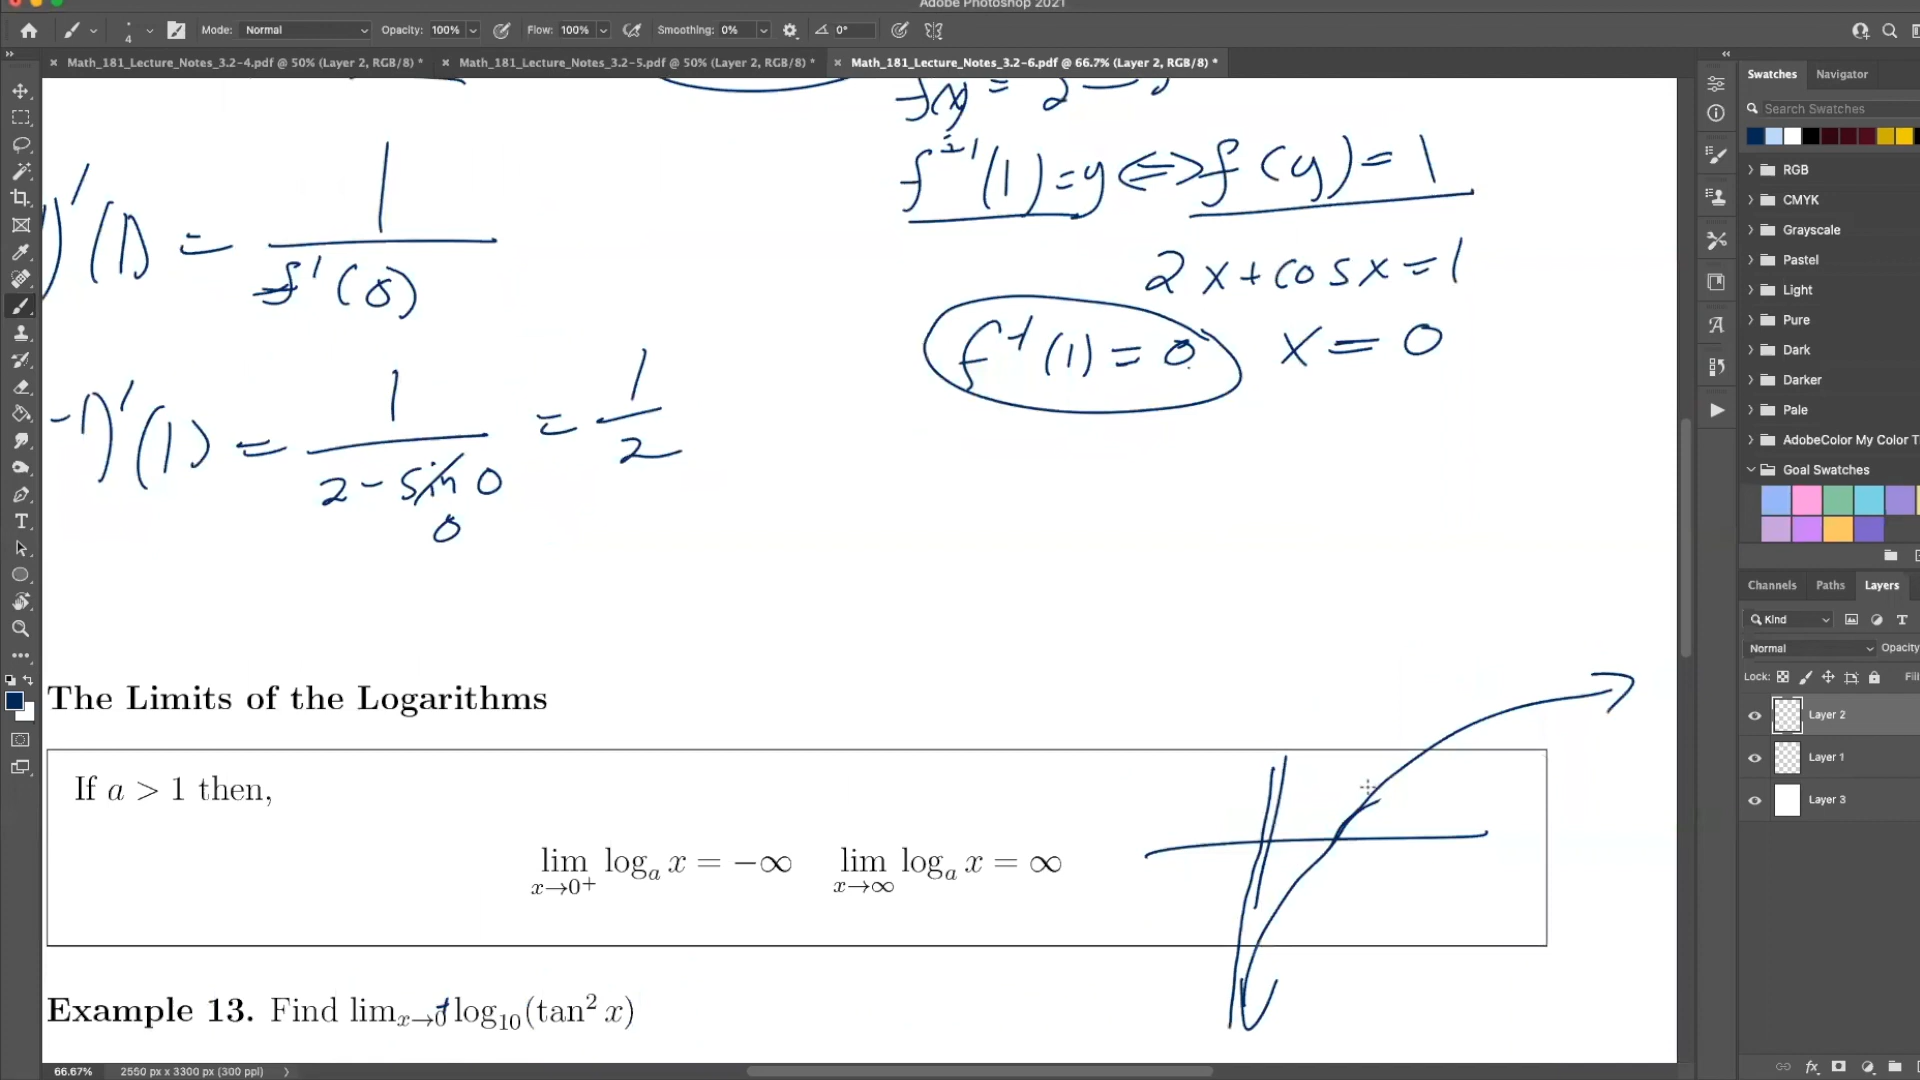 Adobe Photoshop 2021
4 Mode: Normal Opacity: 100% Flow: 100% Smoothing: 0% 0°
Math_181_Lecture_Notes_3.2-4.pdf @ 50% (Layer 2, RGB/8) * Math_181_Lecture_Notes_3.2-5.pdf @ 50% (Layer 2, RGB/8) * Math_181_Lecture_Notes_3.2-6.pdf @ 66.7% (Layer 2, RGB/8) *
f^-1(1) = y ⟺ f(y) = 1
)'(1) = 1/f'(0)
2x + cos x = 1
f^-1(1) = 0 x = 0
-1)'(1) = 1/(2 - sin 0) = 1/2
0
The Limits of the Logarithms
If a > 1 then,
lim_{x→0+} log_a x = −∞ lim_{x→∞} log_a x = ∞
Example 13. Find lim_{x→0+} log_10(tan² x)
66.67% 2550 px x 3300 px (300 ppi)
Swatches Navigator
Search Swatches
RGB
CMYK
Grayscale
Pastel
Light
Pure
Dark
Darker
Pale
AdobeColor My Color T
Goal Swatches
Channels Paths Layers
Kind
Normal Opacity
Lock: Fil
Layer 2
Layer 1
Layer 3
fx